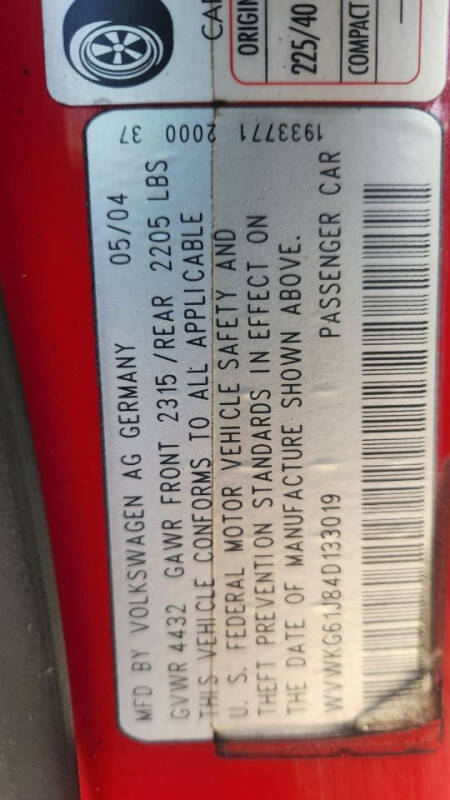 CAP
ORIGIN
225/40
COMPACT
MFD BY VOLKSWAGEN AG GERMANY 05/04
GVWR 4432 GAWR FRONT 2315 /REAR 2205 LBS
THIS VEHICLE CONFORMS TO ALL APPLICABLE
U. S. FEDERAL MOTOR VEHICLE SAFETY AND
THEFT PREVENTION STANDARDS IN EFFECT ON
THE DATE OF MANUFACTURE SHOWN ABOVE.
WVWKG61J84D133019 PASSENGER CAR
1933771 2000 37